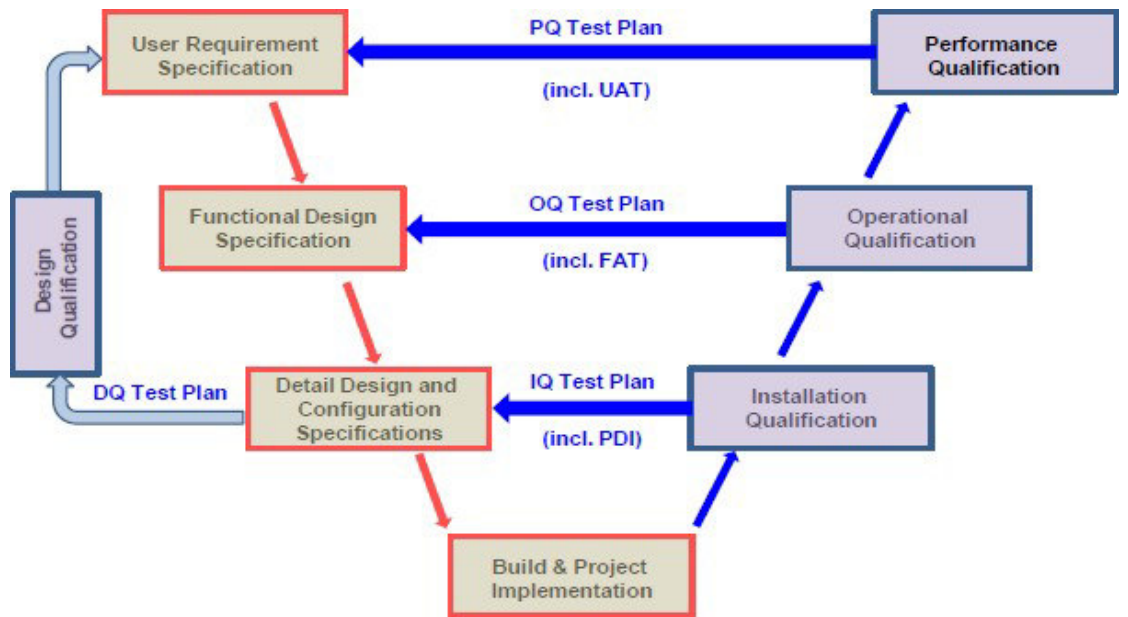 User Requirement
Specification
PQ Test Plan
(incl. UAT)
Performance
Qualification
Functional Design
Specification
OQ Test Plan
(incl. FAT)
Operational
Qualification
Design
Qualification
DQ Test Plan
Detail Design and
Configuration
Specifications
IQ Test Plan
(incl. PDI)
Installation
Qualification
Build & Project
Implementation